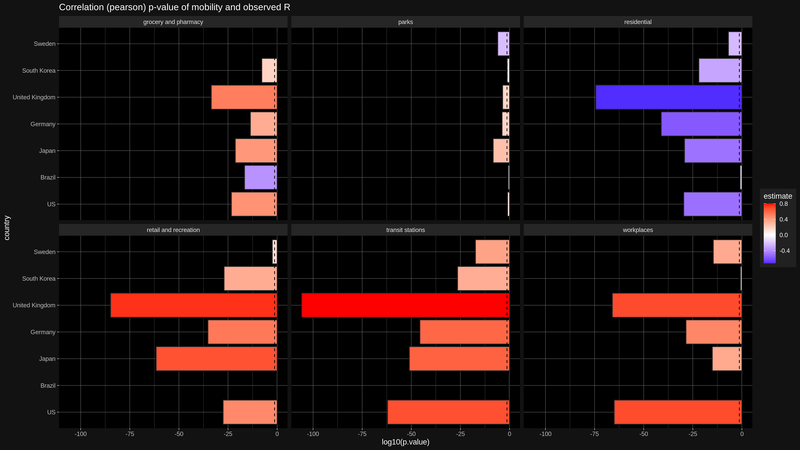 Correlation (pearson) p-value of mobility and observed R
grocery and pharmacy
parks
residential
Sweden
South Korea
United Kingdom
Germany
Japan
Brazil
US
retail and recreation
transit stations
workplaces
Sweden
South Korea
United Kingdom
Germany
Japan
Brazil
US
country
-100 -75 -50 -25 0
-100 -75 -50 -25 0
-100 -75 -50 -25 0
log10(p.value)
estimate
0.8
0.4
0.0
-0.4